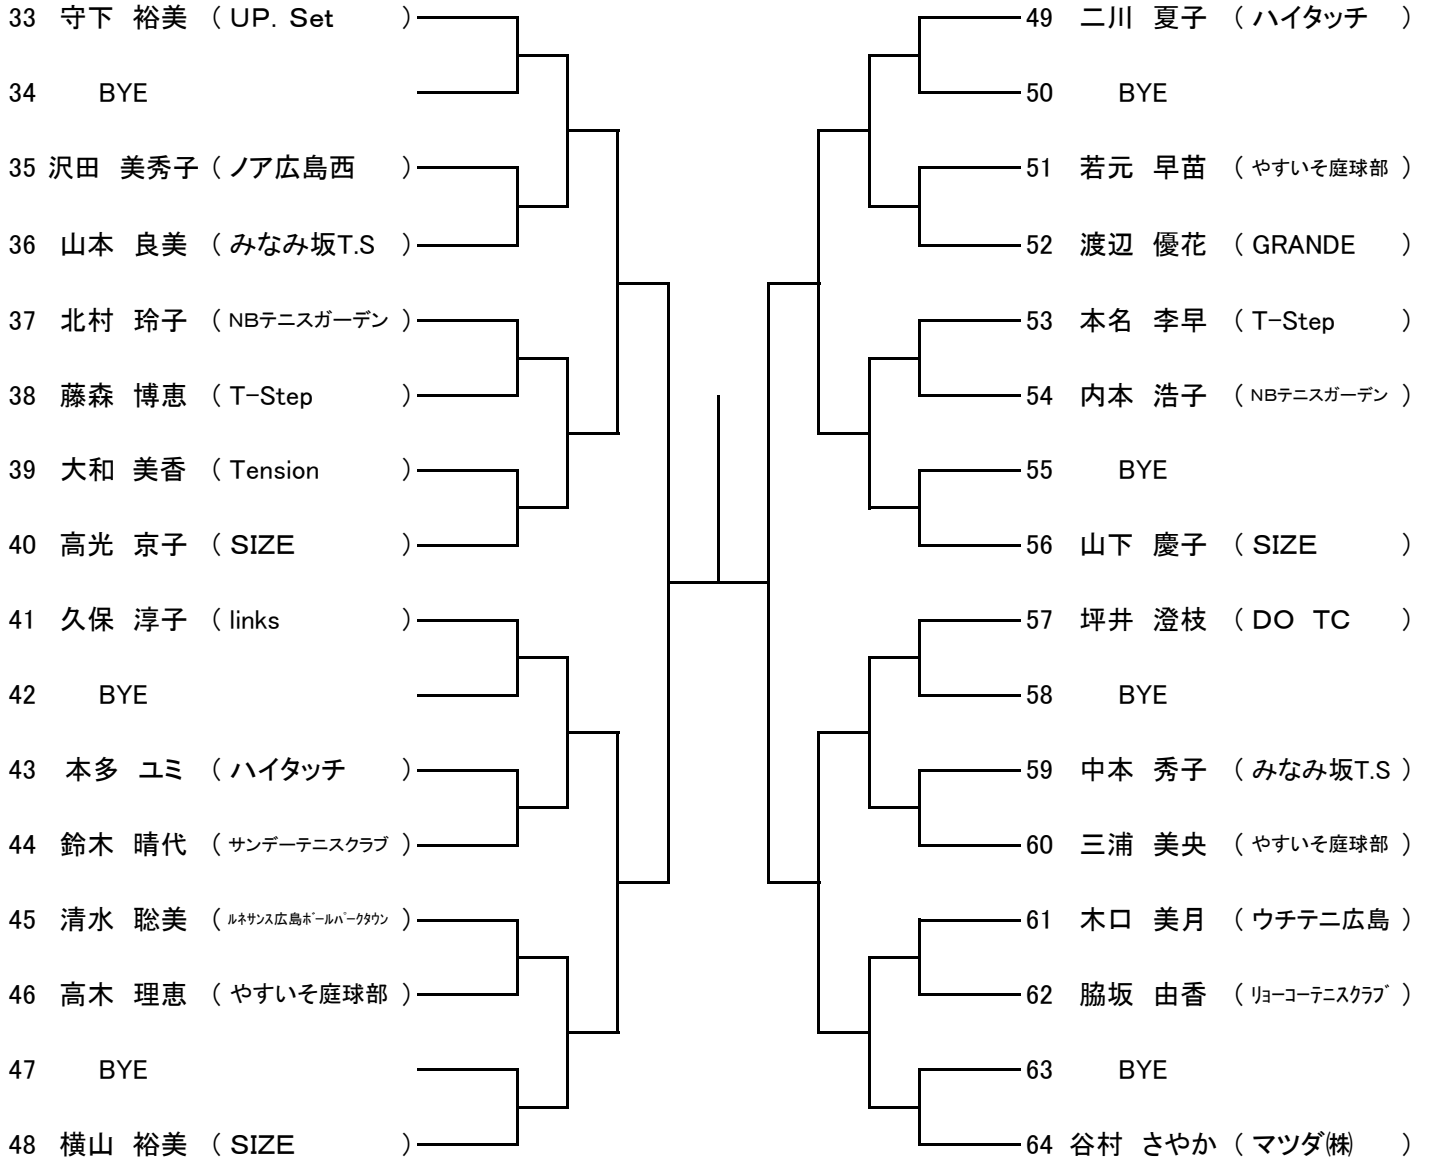 33 守下 裕美 ( UP. Set )
34 BYE
35 沢田 美秀子 ( ノア広島西 )
36 山本 良美 ( みなみ坂T.S )
37 北村 玲子 ( NBテニスガーデン )
38 藤森 博恵 ( T-Step )
39 大和 美香 ( Tension )
40 高光 京子 ( SIZE )
41 久保 淳子 ( links )
42 BYE
43 本多 ユミ ( ハイタッチ )
44 鈴木 晴代 ( サンデーテニスクラブ )
45 清水 聡美 ( ﾙﾈｻﾝｽ広島ﾎﾞｰﾙﾊﾟｰｸﾀｳﾝ )
46 高木 理恵 ( やすいそ庭球部 )
47 BYE
48 横山 裕美 ( SIZE )
49 二川 夏子 ( ハイタッチ )
50 BYE
51 若元 早苗 ( やすいそ庭球部 )
52 渡辺 優花 ( GRANDE )
53 本名 李早 ( T-Step )
54 内本 浩子 ( NBテニスガーデン )
55 BYE
56 山下 慶子 ( SIZE )
57 坪井 澄枝 ( DO TC )
58 BYE
59 中本 秀子 ( みなみ坂T.S )
60 三浦 美央 ( やすいそ庭球部 )
61 木口 美月 ( ウチテニ広島 )
62 脇坂 由香 ( ﾘｮｰｺｰﾃﾆｽｸﾗﾌﾞ )
63 BYE
64 谷村 さやか ( マツダ㈱ )